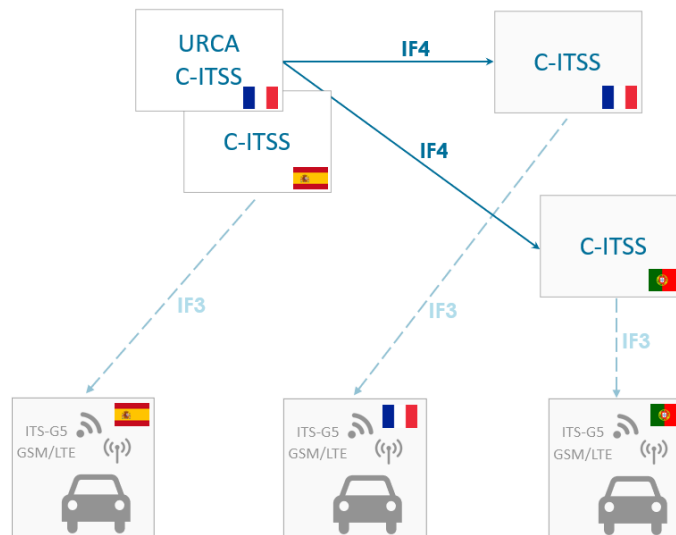 URCA
C-ITSS
IF4
C-ITSS
C-ITSS
IF4
C-ITSS
IF3
IF3
IF3
ITS-G5
GSM/LTE
ITS-G5
GSM/LTE
ITS-G5
GSM/LTE